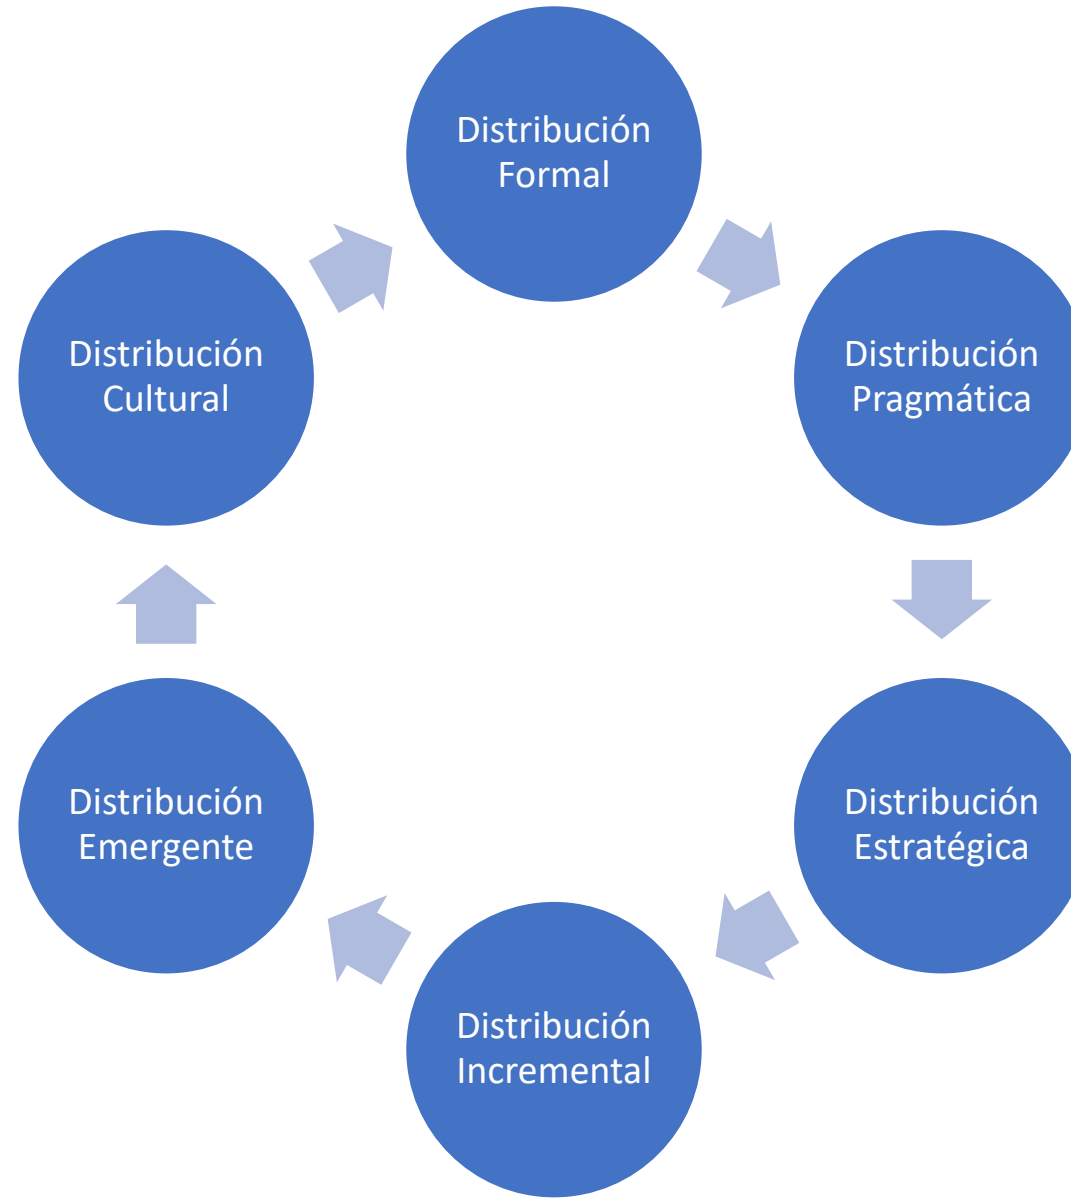 Distribución
Formal
Distribución
Pragmática
Distribución
Estratégica
Distribución
Incremental
Distribución
Emergente
Distribución
Cultural